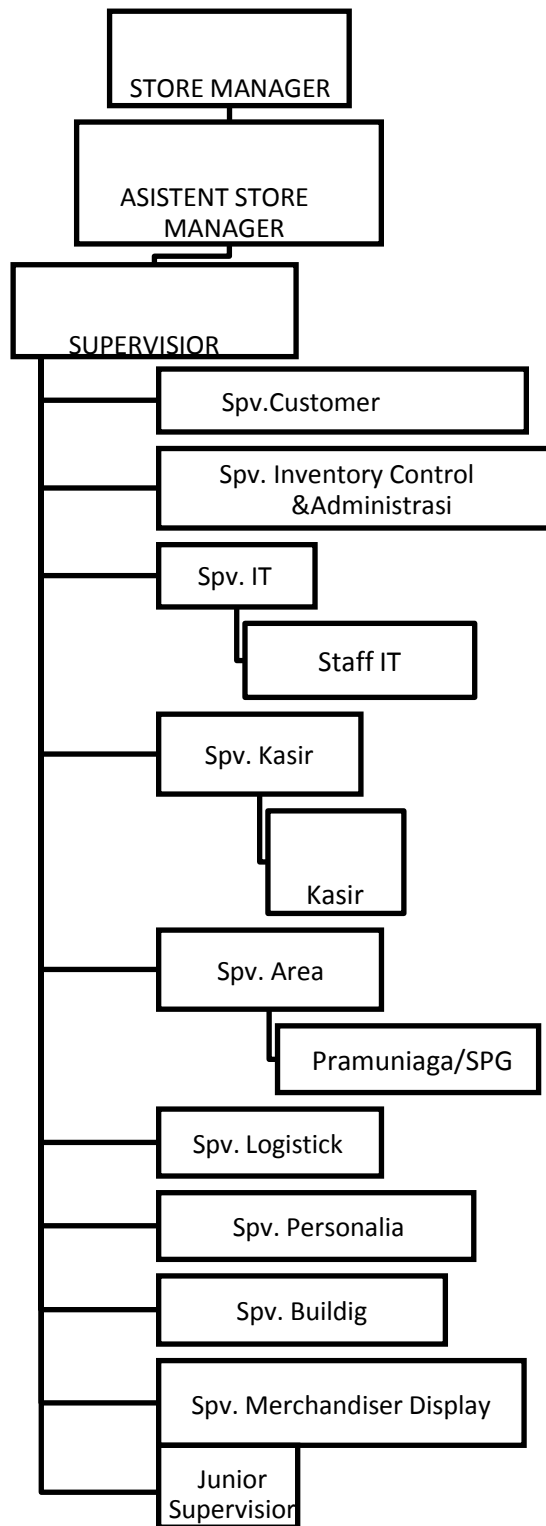 STORE MANAGER
ASISTENT STORE
MANAGER
SUPERVISIOR
Spv.Customer
Spv. Inventory Control
&Administrasi
Spv. IT
Staff IT
Spv. Kasir
Kasir
Spv. Area
Pramuniaga/SPG
Spv. Logistick
Spv. Personalia
Spv. Buildig
Spv. Merchandiser Display
Junior
Supervisior